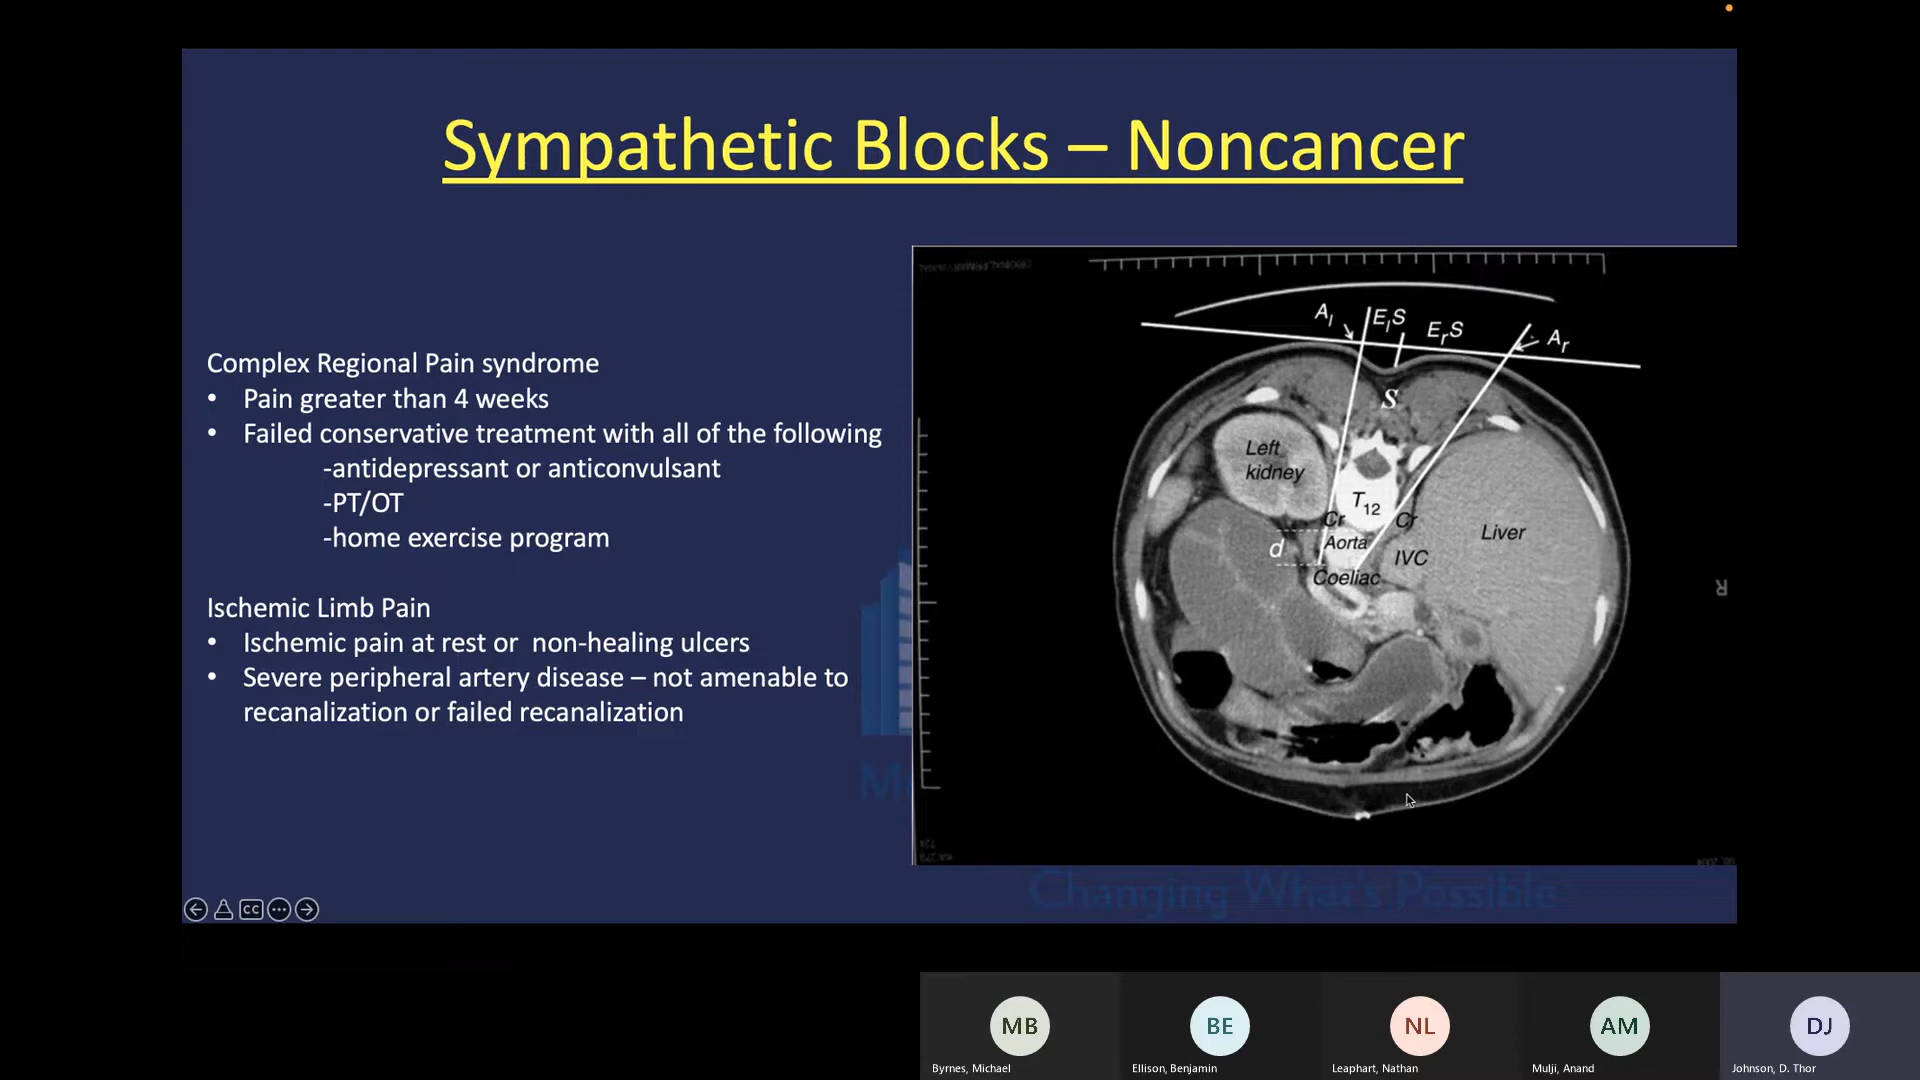 Sympathetic Blocks – Noncancer
Complex Regional Pain syndrome
• Pain greater than 4 weeks
• Failed conservative treatment with all of the following
-antidepressant or anticonvulsant
-PT/OT
-home exercise program
Ischemic Limb Pain
• Ischemic pain at rest or non-healing ulcers
• Severe peripheral artery disease – not amenable to
recanalization or failed recanalization
Al
ElS
ErS
Ar
S
Left
kidney
T12
Cr
Cr
d
Aorta
IVC
Liver
Coeliac
R
Changing What's Possible
CC
MB
BE
NL
AM
DJ
Byrnes, Michael
Ellison, Benjamin
Leaphart, Nathan
Mulji, Anand
Johnson, D. Thor